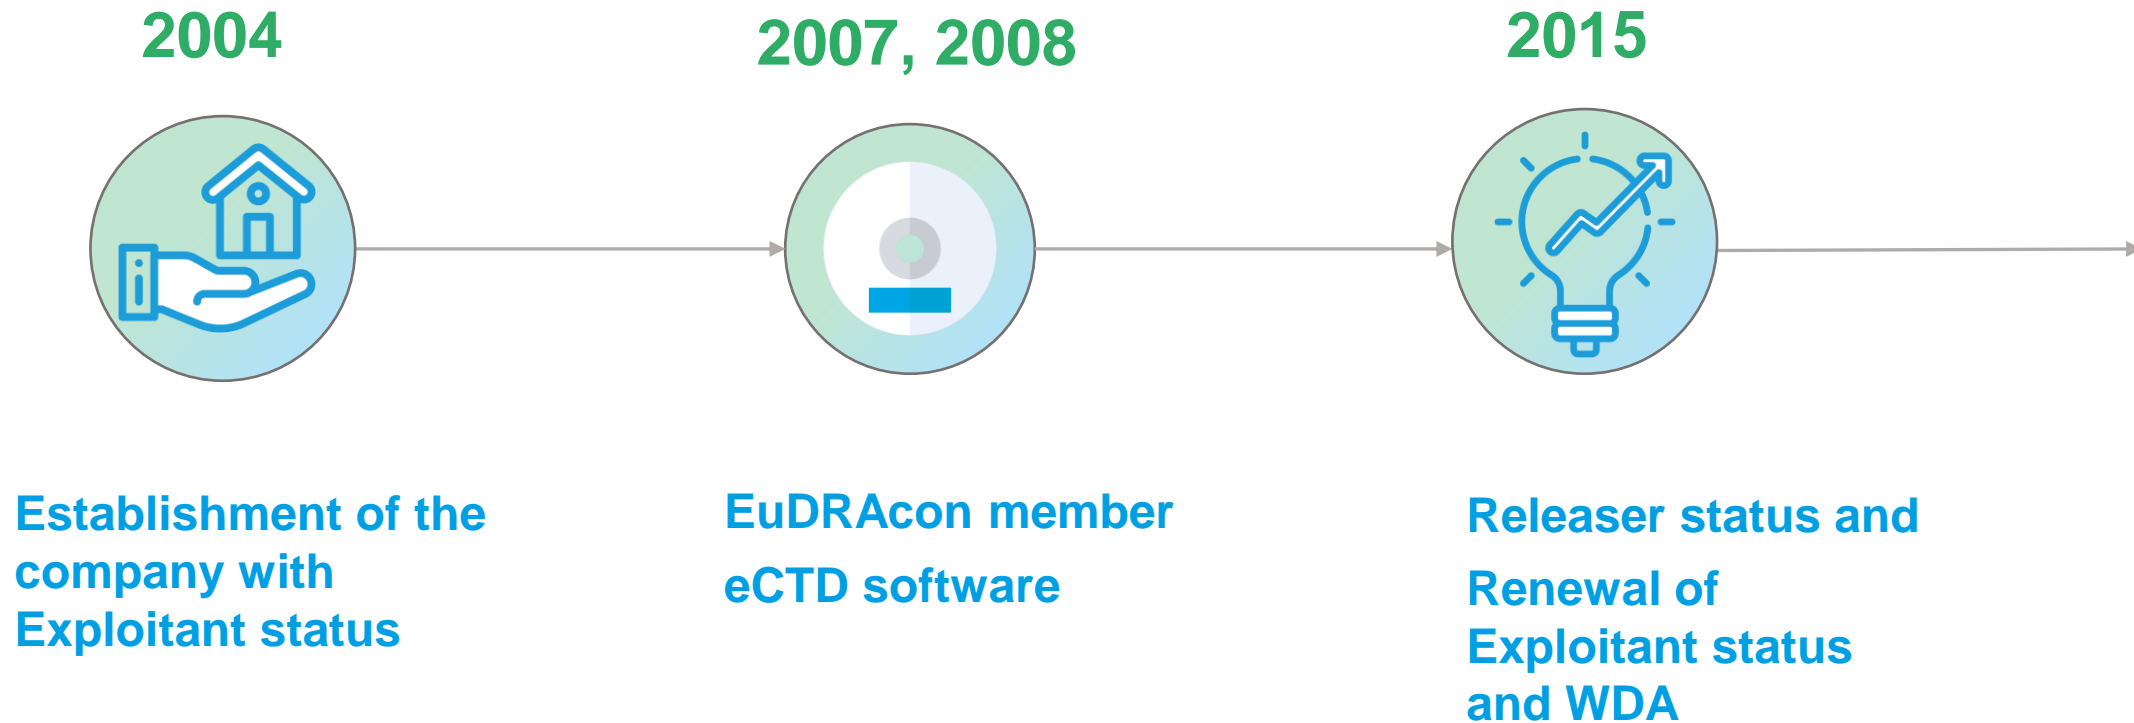 2004
2007, 2008
2015
Establishment of the
company with
Exploitant status
EuDRAcon member
eCTD software
Releaser status and
Renewal of
Exploitant status
and WDA